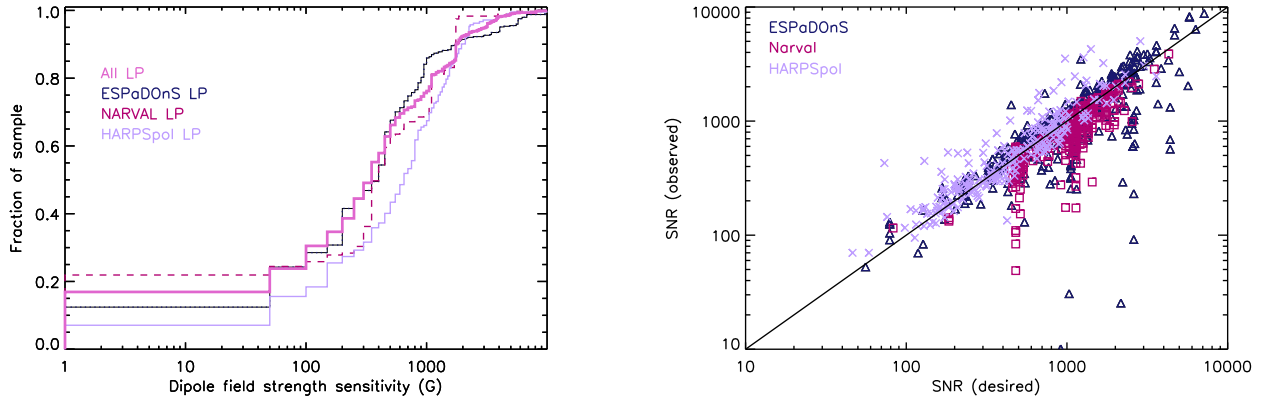 1.0
0.8
0.6
0.4
0.2
0.0
Fraction of sample
All LP
ESPaDOnS LP
NARVAL LP
HARPSpol LP
1 10 100 1000
Dipole field strength sensitivity (G)
10000
1000
100
10
SNR (observed)
ESPaDOnS
Narval
HARPSpol
10 100 1000 10000
SNR (desired)